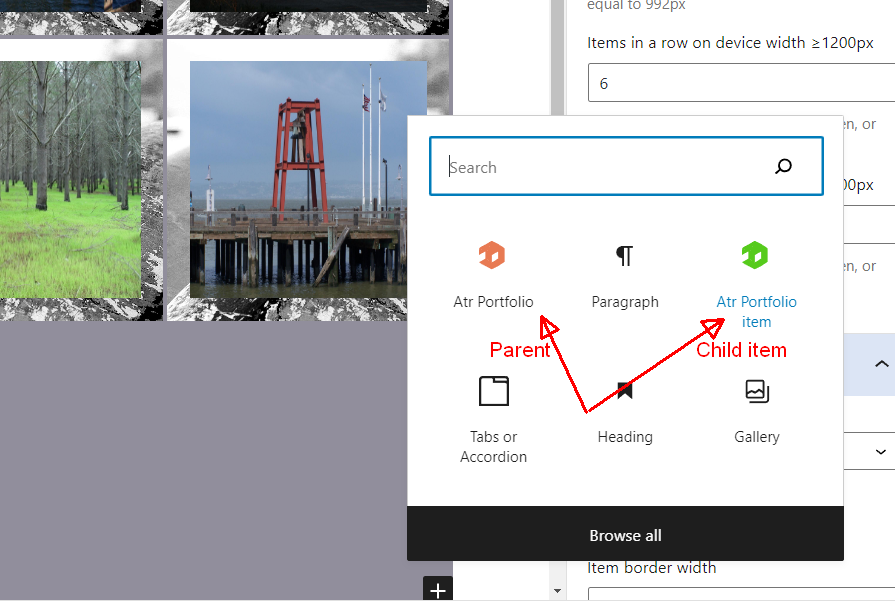 equal to 992px
Items in a row on device width ≥1200px
6
en, or
Search
00px
en, or
Atr Portfolio
Paragraph
Atr Portfolio
item
Parent
Child item
Tabs or
Accordion
Heading
Gallery
Browse all
Item border width